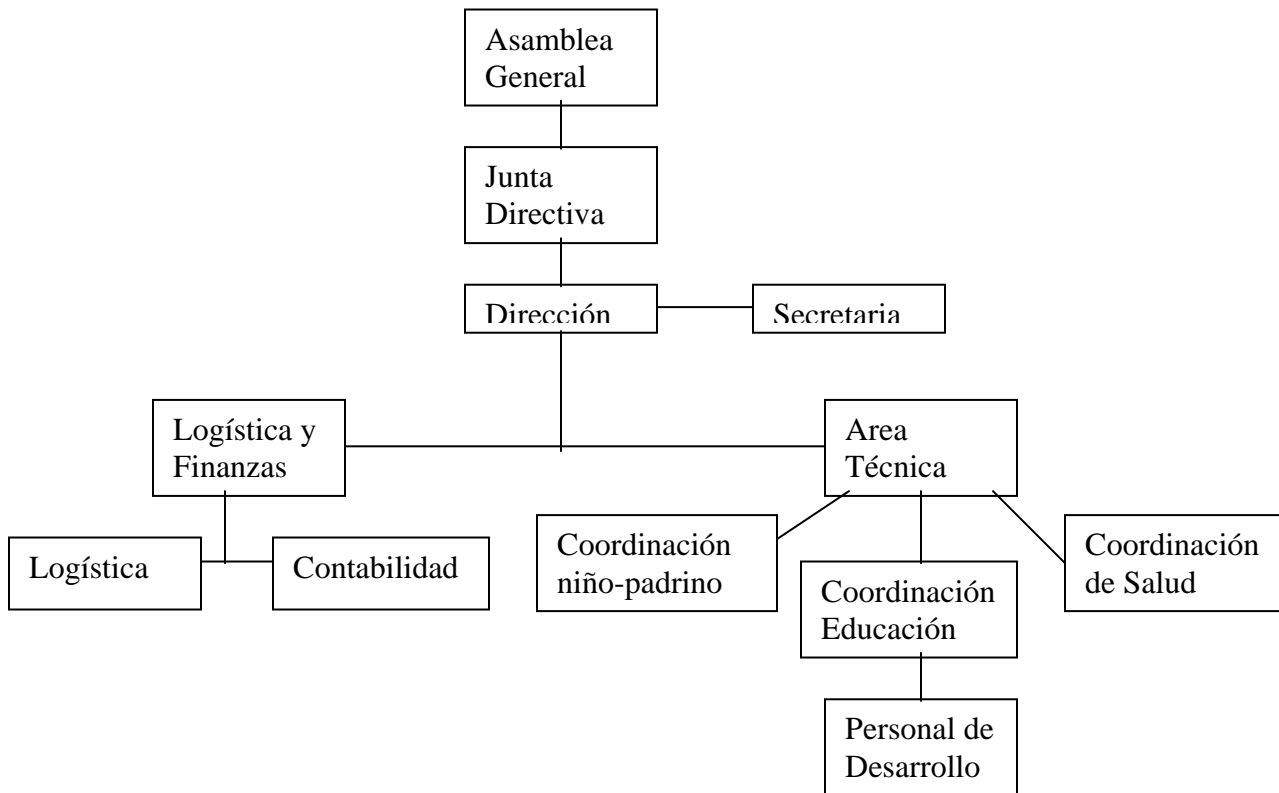 Asamblea
General
Junta
Directiva
Dirección
Secretaria
Logística y
Finanzas
Area
Técnica
Logística
Contabilidad
Coordinación
niño-padrino
Coordinación
Educación
Coordinación
de Salud
Personal de
Desarrollo